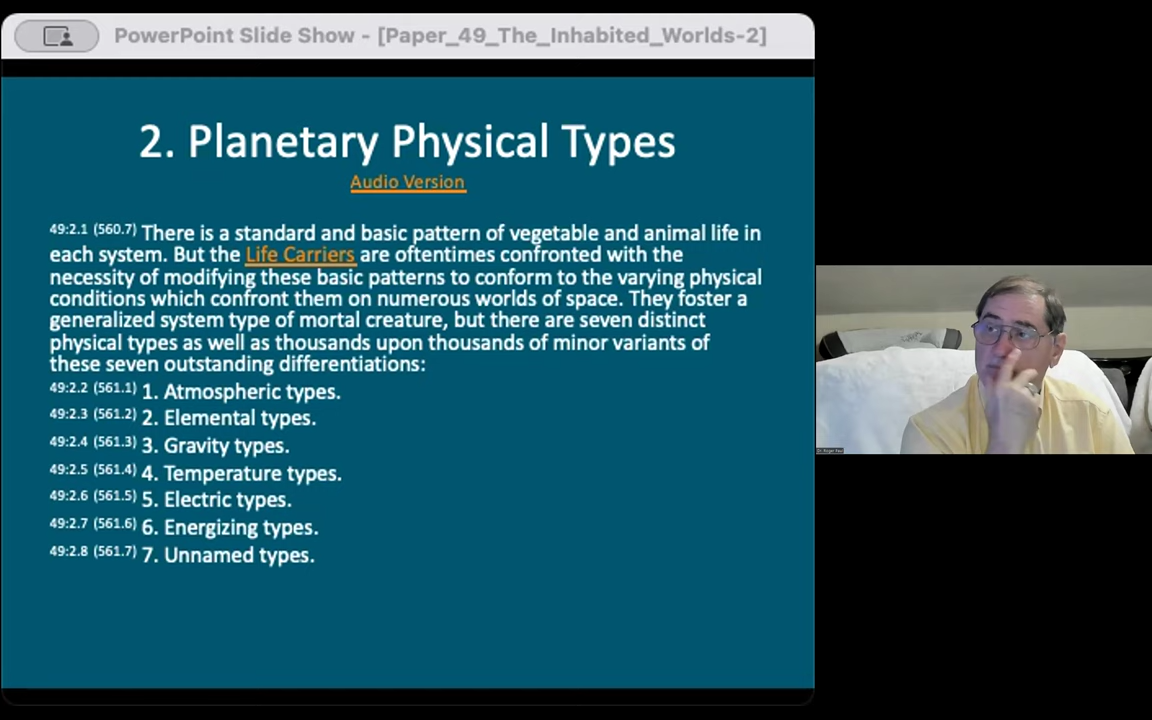 PowerPoint Slide Show - [Paper_49_The_Inhabited_Worlds-2]
2. Planetary Physical Types
Audio Version
49:2.1 (560.7) There is a standard and basic pattern of vegetable and animal life in
each system. But the Life Carriers are oftentimes confronted with the
necessity of modifying these basic patterns to conform to the varying physical
conditions which confront them on numerous worlds of space. They foster a
generalized system type of mortal creature, but there are seven distinct
physical types as well as thousands upon thousands of minor variants of
these seven outstanding differentiations:
49:2.2 (561.1) 1. Atmospheric types.
49:2.3 (561.2) 2. Elemental types.
49:2.4 (561.3) 3. Gravity types.
49:2.5 (561.4) 4. Temperature types.
49:2.6 (561.5) 5. Electric types.
49:2.7 (561.6) 6. Energizing types.
49:2.8 (561.7) 7. Unnamed types.